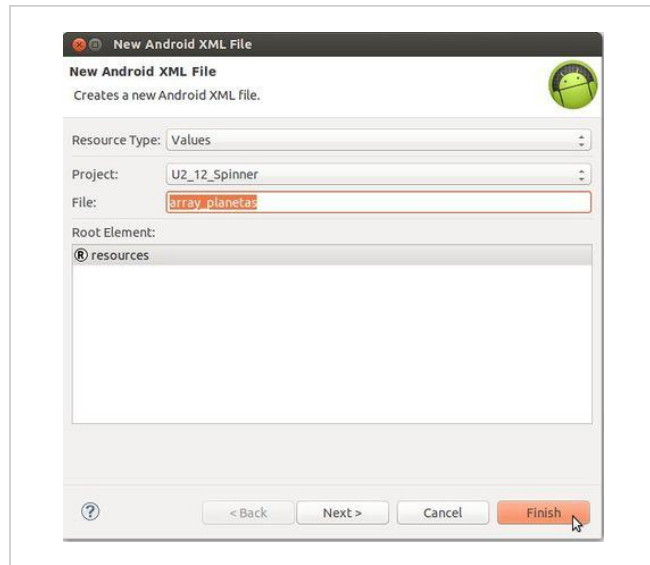 New Android XML File
New Android XML File
Creates a new Android XML file.
Resource Type: Values
Project: U2_12_Spinner
File: array_planetas
Root Element:
® resources
?
< Back Next > Cancel Finish